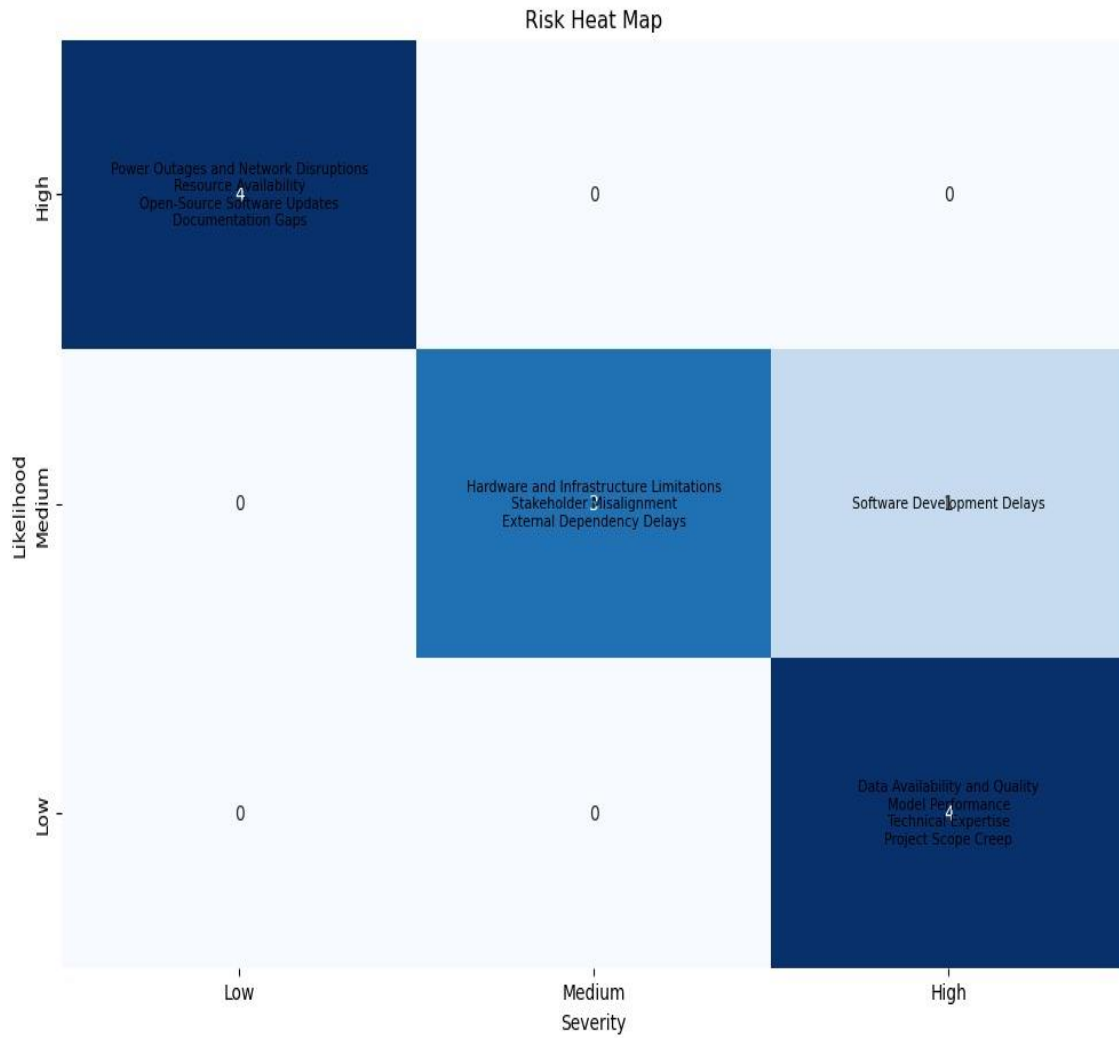 Risk Heat Map
High
Power Outages and Network Disruptions
Resource Availability
4
Open-Source Software Updates
Documentation Gaps
0
0
Likelihood
Medium
0
Hardware and Infrastructure Limitations
Stakeholder Misalignment
3
External Dependency Delays
Software Development Delays
1
Low
0
0
Data Availability and Quality
Model Performance
4
Technical Expertise
Project Scope Creep
Low
Medium
High
Severity